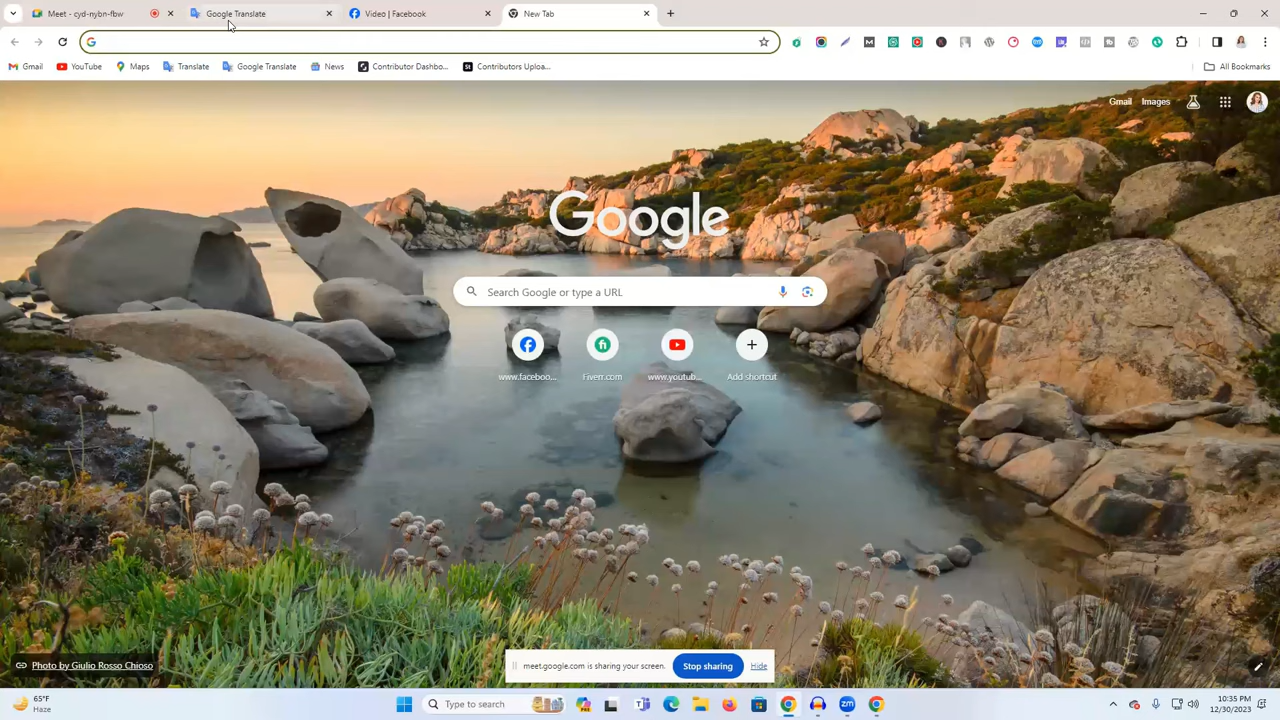 Meet - cyd-nybn-fbw
Google Translate
Video | Facebook
New Tab
Gmail
YouTube
Maps
Translate
Google Translate
News
Contributor Dashbo...
Contributors Uploa...
All Bookmarks
Gmail
Images
Google
Search Google or type a URL
www.faceboo...
Fiverr.com
www.youtub...
Add shortcut
Photo by Giulio Rosso Chioso
meet.google.com is sharing your screen.
Stop sharing
Hide
65°F
Haze
Type to search
10:35 PM
12/30/2023